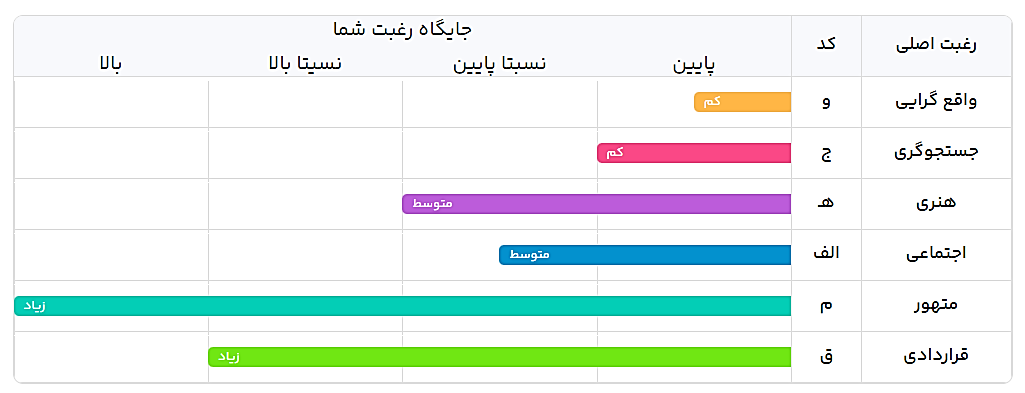 رغبت اصلی کد جایگاه رغبت شما
پایین نسبتا پایین نسیتا بالا بالا
واقع گرایی و کم
جستجوگری ج کم
هنری هـ متوسط
اجتماعی الف متوسط
متهور م زیاد
قراردادی ق زیاد